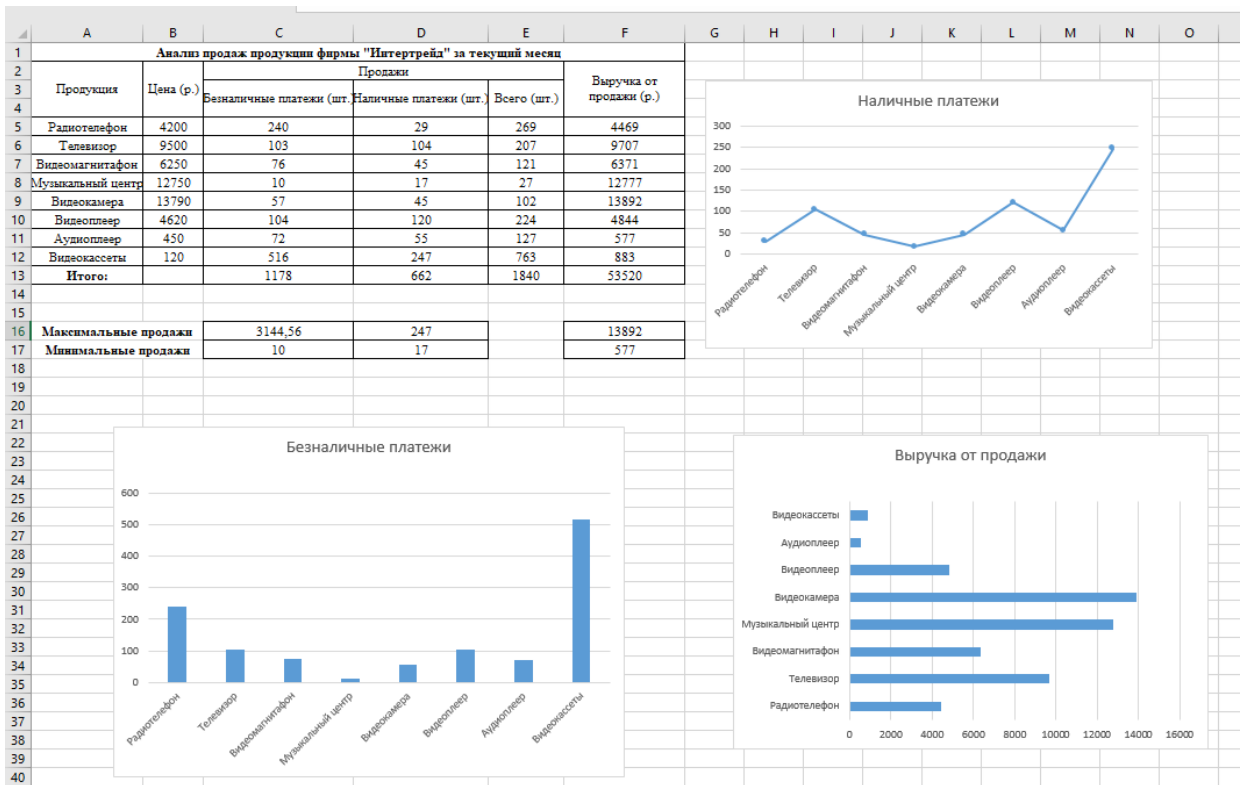 A B C D E F G H I J K L M N O
1 Анализ продаж продукции фирмы "Интертрейд" за текущий месяц
2 Продукция Цена (р.) Продажи Выручка от продажи (р.)
3 Безналичные платежи (шт.) Наличные платежи (шт.) Всего (шт.)
4
5 Радиотелефон 4200 240 29 269 4469
6 Телевизор 9500 103 104 207 9707
7 Видеомагнитафон 6250 76 45 121 6371
8 Музыкальный центр 12750 10 17 27 12777
9 Видеокамера 13790 57 45 102 13892
10 Видеоплеер 4620 104 120 224 4844
11 Аудиоплеер 450 72 55 127 577
12 Видеокассеты 120 516 247 763 883
13 Итого: 1178 662 1840 53520
14
15
16 Максимальные продажи 3144,56 247 13892
17 Минимальные продажи 10 17 577
18
19
20
21
22
23
24
25
26
27
28
29
30
31
32
33
34
35
36
37
38
39
40
Наличные платежи
300
250
200
150
100
50
0
Радиотелефон Телевизор Видеомагнитафон Музыкальный центр Видеокамера Видеоплеер Аудиоплеер Видеокассеты
Безналичные платежи
600
500
400
300
200
100
0
Радиотелефон Телевизор Видеомагнитафон Музыкальный центр Видеокамера Видеоплеер Аудиоплеер Видеокассеты
Выручка от продажи
Видеокассеты
Аудиоплеер
Видеоплеер
Видеокамера
Музыкальный центр
Видеомагнитафон
Телевизор
Радиотелефон
0 2000 4000 6000 8000 10000 12000 14000 16000